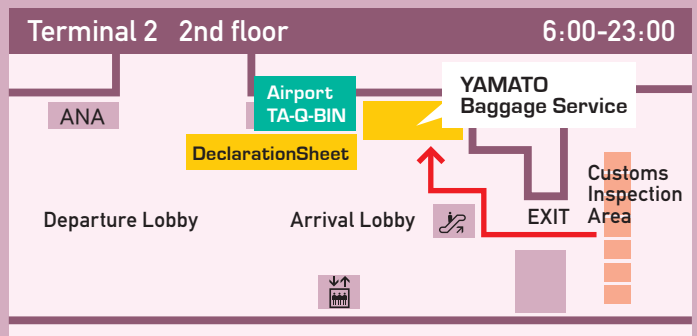 Terminal 2 2nd floor 6:00-23:00
YAMATO
Baggage Service
Airport
TA-Q-BIN
ANA
DeclarationSheet
Customs
Inspection
Area
Departure Lobby
Arrival Lobby
EXIT